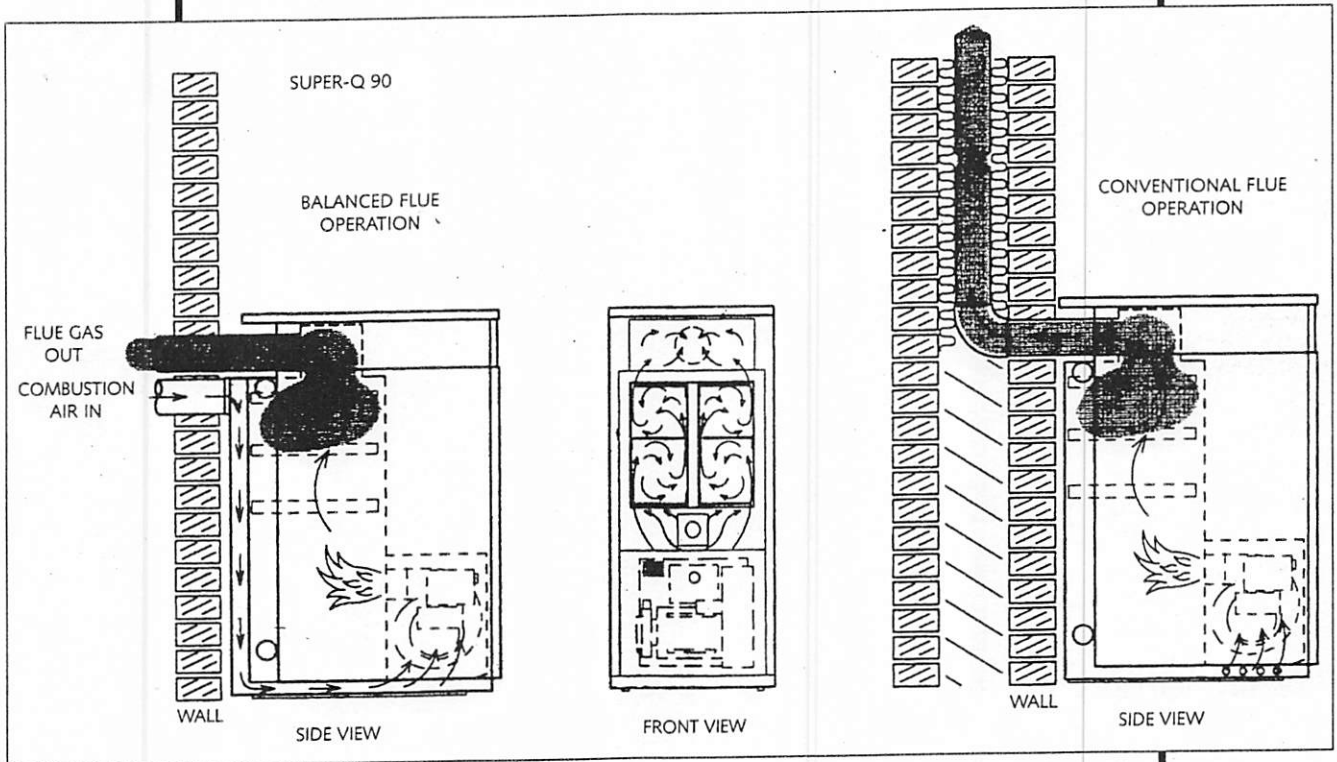 SUPER-Q 90
BALANCED FLUE
OPERATION
FLUE GAS
OUT
COMBUSTION
AIR IN
WALL
SIDE VIEW
FRONT VIEW
CONVENTIONAL FLUE
OPERATION
WALL
SIDE VIEW